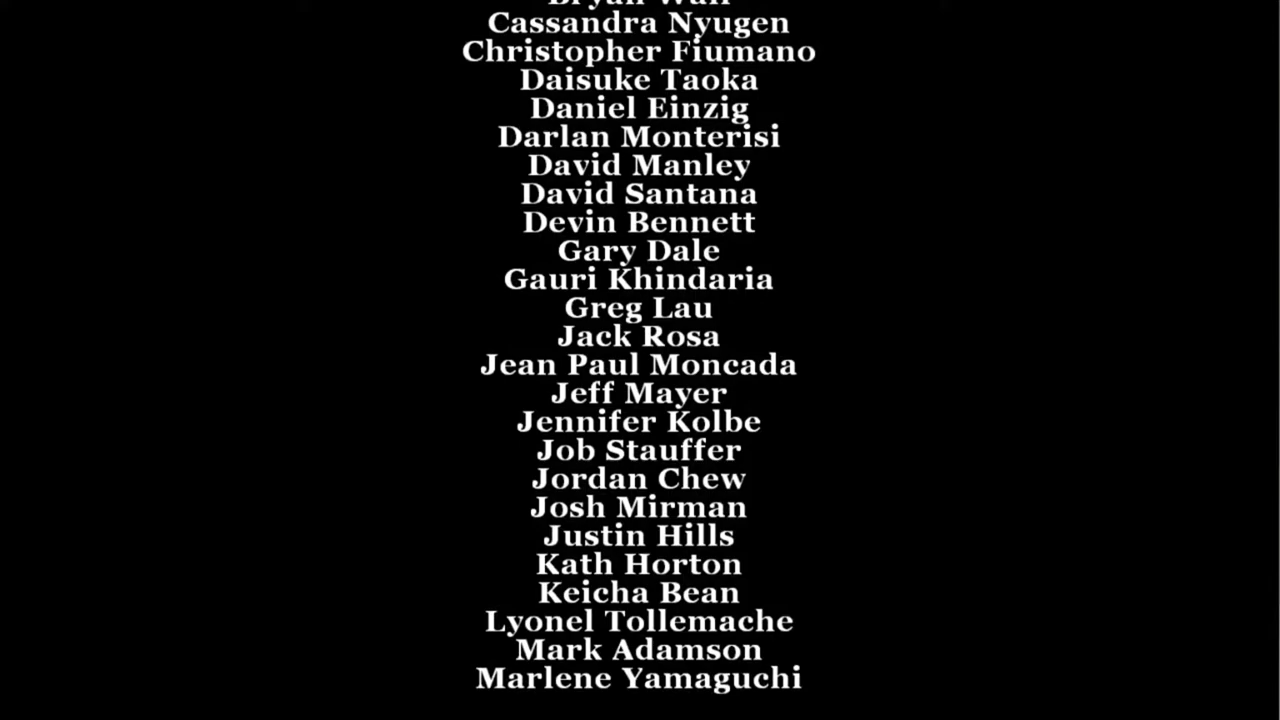 Cassandra Nyugen
Christopher Fiumano
Daisuke Taoka
Daniel Einzig
Darlan Monterisi
David Manley
David Santana
Devin Bennett
Gary Dale
Gauri Khindaria
Greg Lau
Jack Rosa
Jean Paul Moncada
Jeff Mayer
Jennifer Kolbe
Job Stauffer
Jordan Chew
Josh Mirman
Justin Hills
Kath Horton
Keicha Bean
Lyonel Tollemache
Mark Adamson
Marlene Yamaguchi